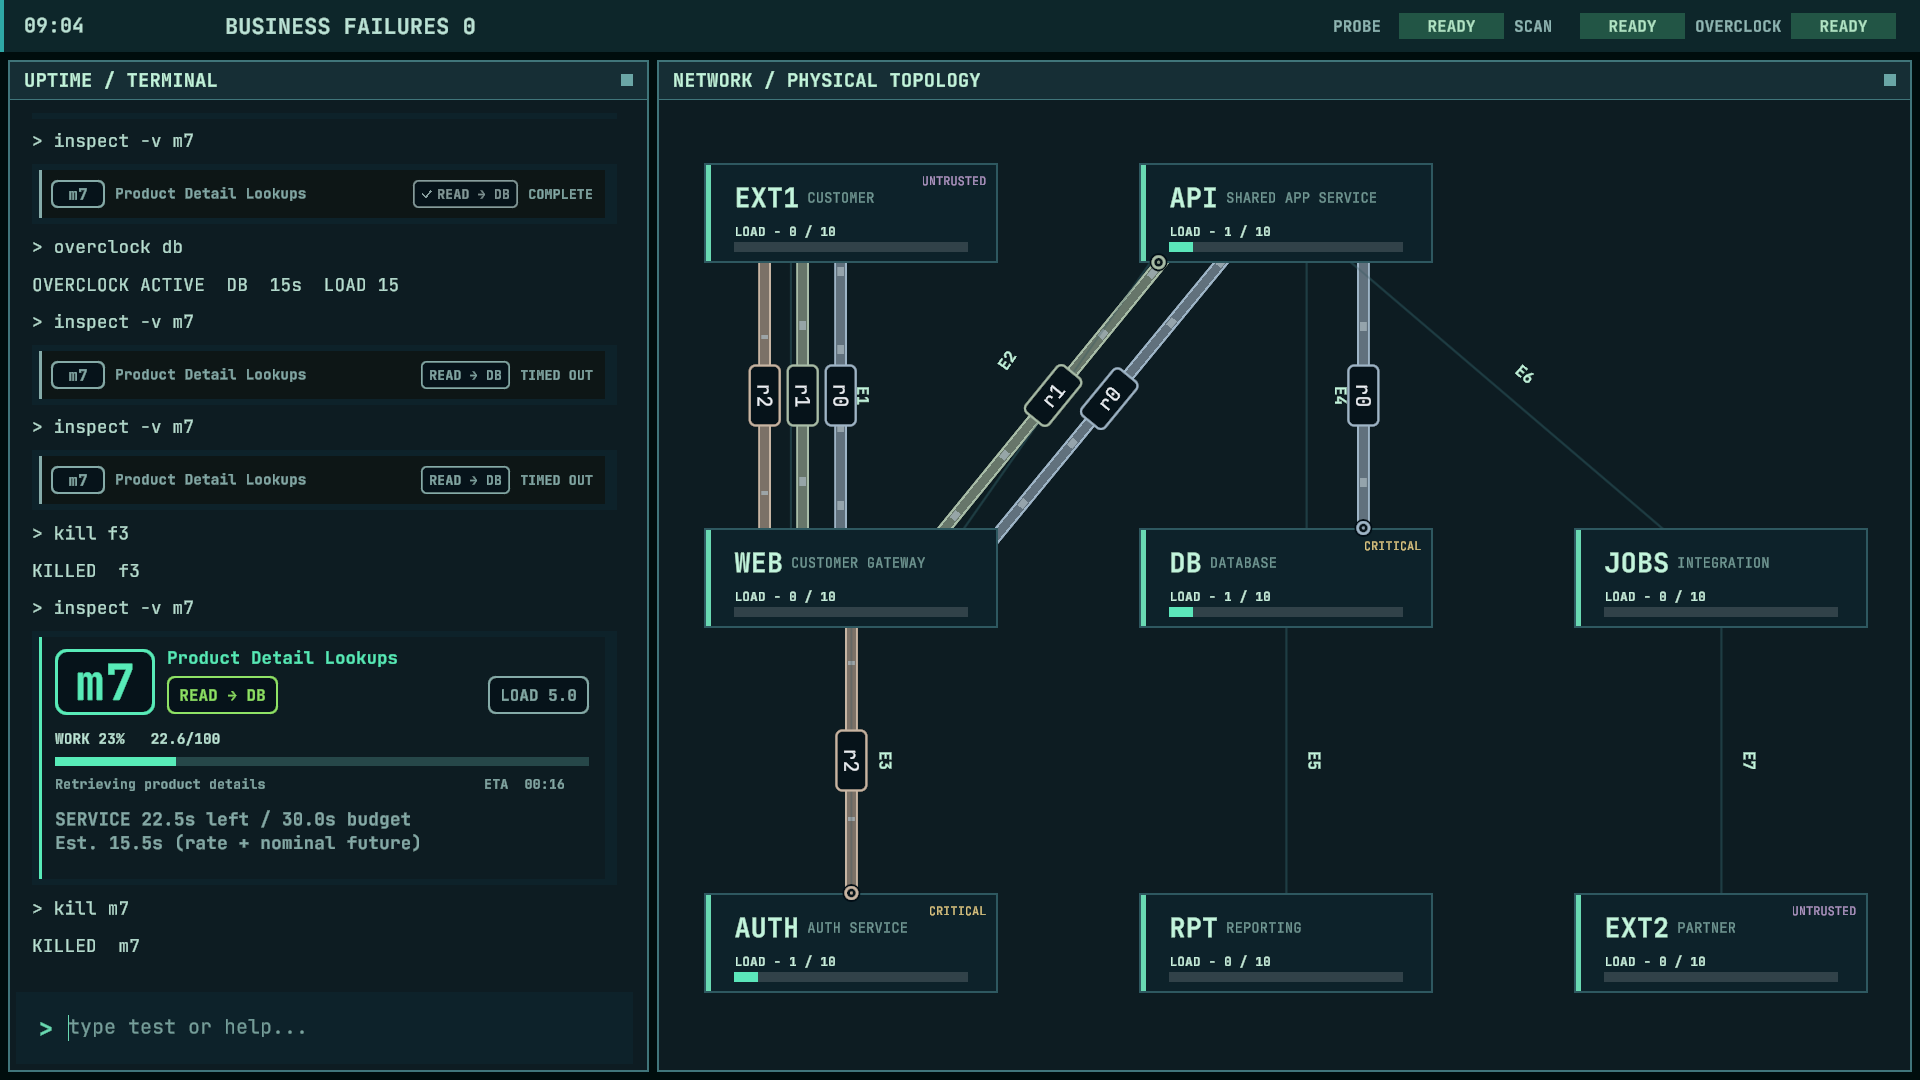 09:04
BUSINESS FAILURES 0
PROBE READY SCAN READY OVERCLOCK READY
UPTIME / TERMINAL
> inspect -v m7
m7 Product Detail Lookups ✓ READ → DB COMPLETE
> overclock db
OVERCLOCK ACTIVE DB 15s LOAD 15
> inspect -v m7
m7 Product Detail Lookups READ → DB TIMED OUT
> inspect -v m7
m7 Product Detail Lookups READ → DB TIMED OUT
> kill f3
KILLED f3
> inspect -v m7
m7 Product Detail Lookups
READ → DB LOAD 5.0
WORK 23% 22.6/100
Retrieving product details ETA 00:16
SERVICE 22.5s left / 30.0s budget
Est. 15.5s (rate + nominal future)
> kill m7
KILLED m7
> type test or help...
NETWORK / PHYSICAL TOPOLOGY
EXT1 CUSTOMER UNTRUSTED
LOAD - 0 / 10
API SHARED APP SERVICE
LOAD - 1 / 10
r2 r1 r0 E1
E2 r1 r0
E4 r0
E6
WEB CUSTOMER GATEWAY
LOAD - 0 / 10
DB DATABASE CRITICAL
LOAD - 1 / 10
JOBS INTEGRATION
LOAD - 0 / 10
r2 E3
E5
E7
AUTH AUTH SERVICE CRITICAL
LOAD - 1 / 10
RPT REPORTING
LOAD - 0 / 10
EXT2 PARTNER UNTRUSTED
LOAD - 0 / 10